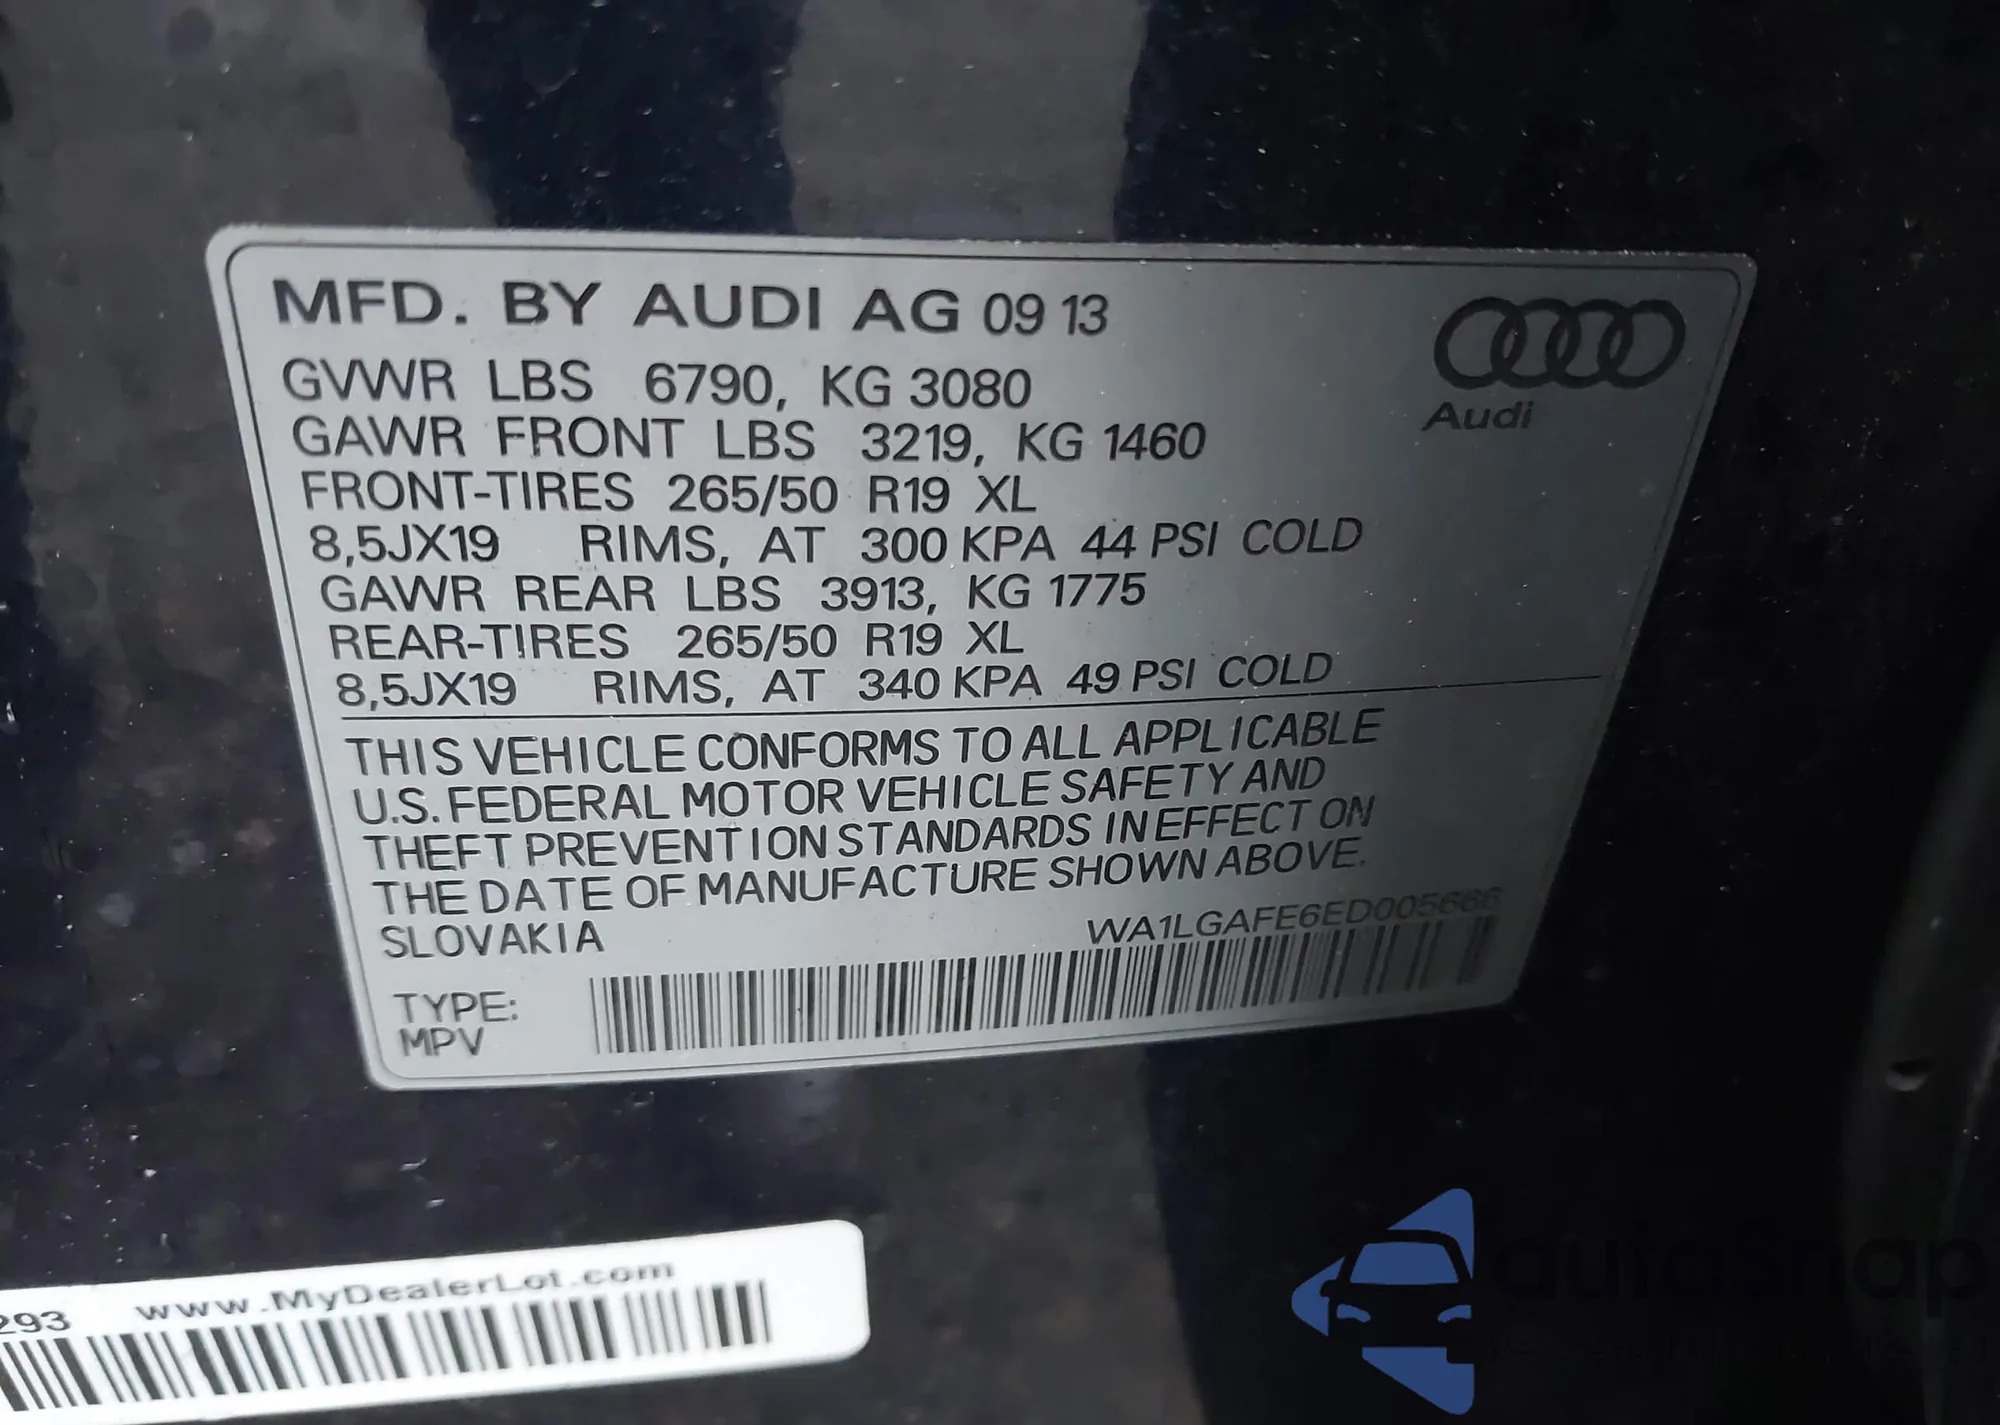 MFD. BY AUDI AG 09 13
Audi
GVWR LBS 6790, KG 3080
GAWR FRONT LBS 3219, KG 1460
FRONT-TIRES 265/50 R19 XL
8,5JX19 RIMS, AT 300 KPA 44 PSI COLD
GAWR REAR LBS 3913, KG 1775
REAR-TIRES 265/50 R19 XL
8,5JX19 RIMS, AT 340 KPA 49 PSI COLD
THIS VEHICLE CONFORMS TO ALL APPLICABLE
U.S. FEDERAL MOTOR VEHICLE SAFETY AND
THEFT PREVENTION STANDARDS IN EFFECT ON
THE DATE OF MANUFACTURE SHOWN ABOVE.
SLOVAKIA
WA1LGAFE6ED005666
TYPE:
MPV
293 www.MyDealerLot.com